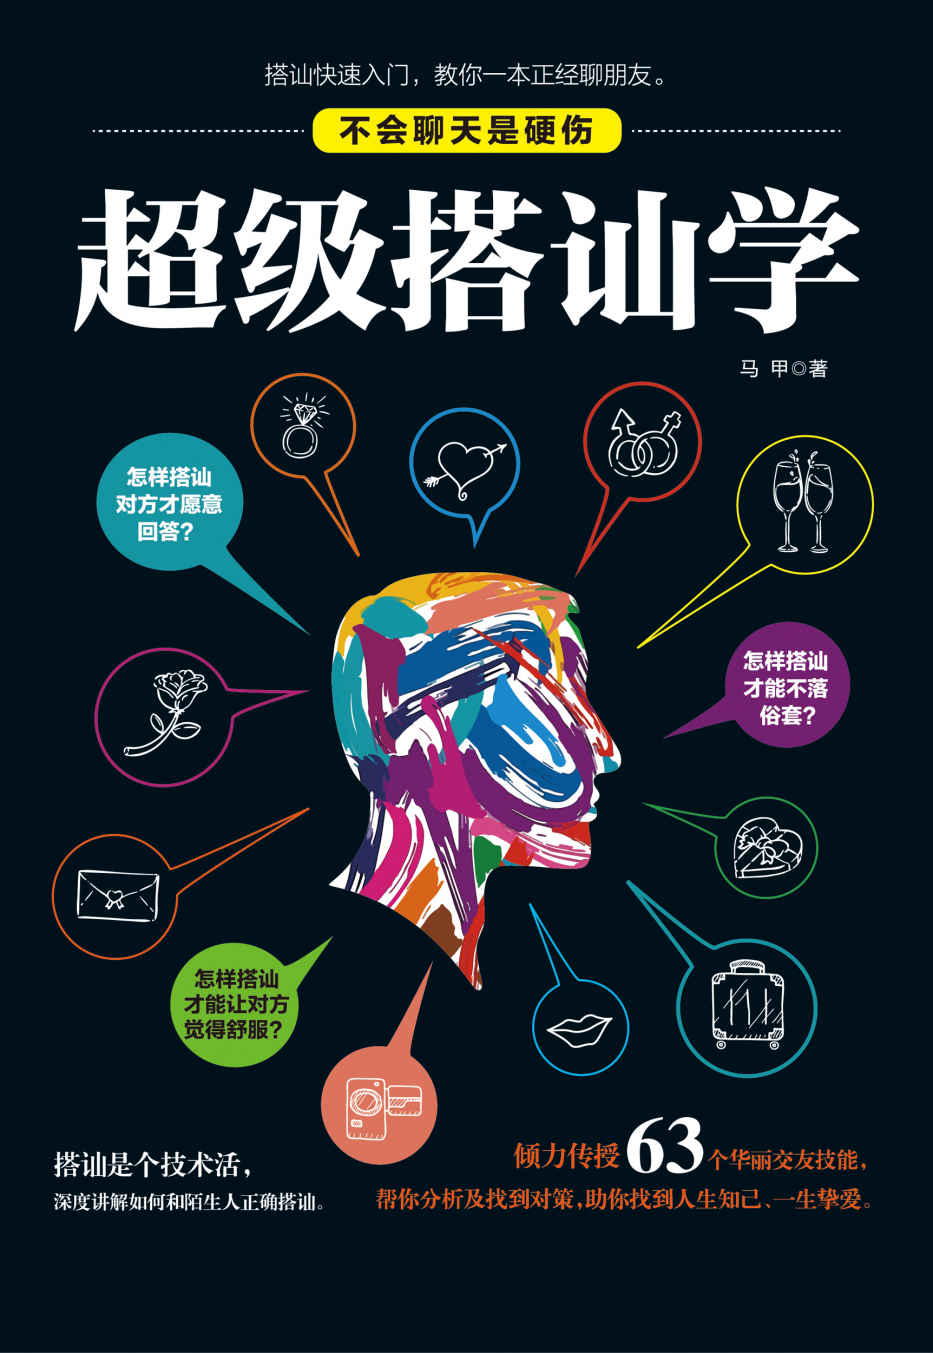 搭讪快速入门，教你一本正经聊朋友。
不会聊天是硬伤
超级搭讪学
马 甲◎著
怎样搭讪
对方才愿意
回答？
怎样搭讪
才能不落
俗套？
怎样搭讪
才能让对方
觉得舒服？
搭讪是个技术活，
深度讲解如何和陌生人正确搭讪。
倾力传授63个华丽交友技能，
帮你分析及找到对策，助你找到人生知己、一生挚爱。